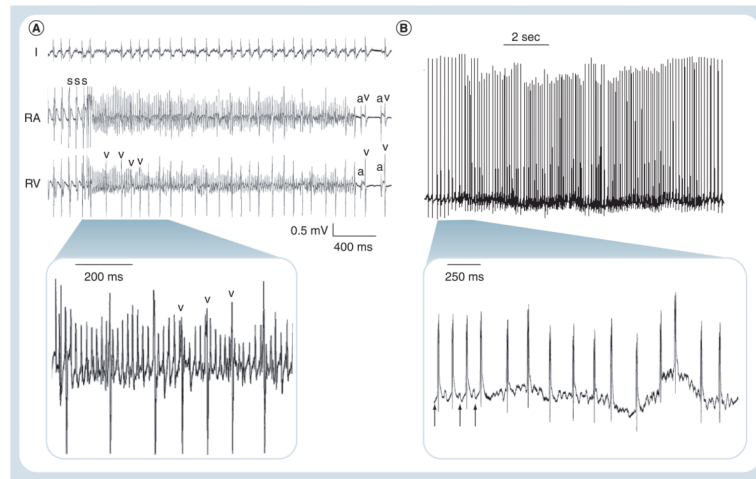 A
I
s s s
RA
a v a v
v v v v
v v
RV
a a
0.5 mV
400 ms
200 ms
v v v
B
2 sec
250 ms